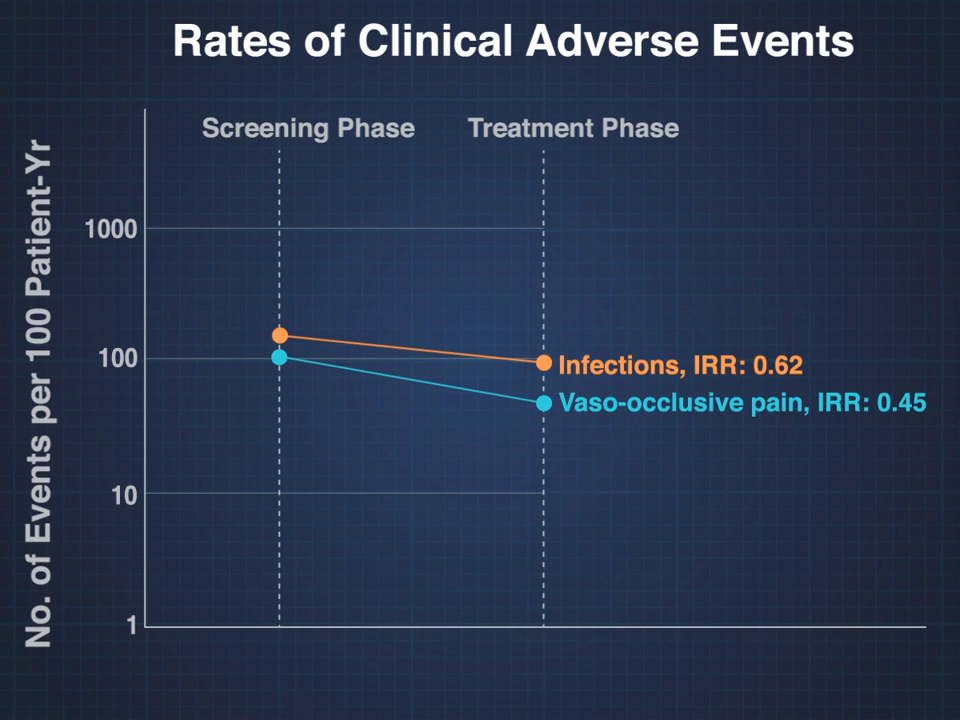 Rates of Clinical Adverse Events
No. of Events per 100 Patient-Yr
Screening Phase
Treatment Phase
1000
100
10
1
Infections, IRR: 0.62
Vaso-occlusive pain, IRR: 0.45